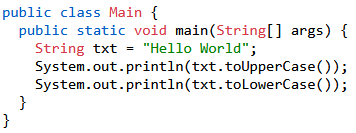 public class Main {
  public static void main(String[] args) {
    String txt = "Hello World";
    System.out.println(txt.toUpperCase());
    System.out.println(txt.toLowerCase());
  }
}